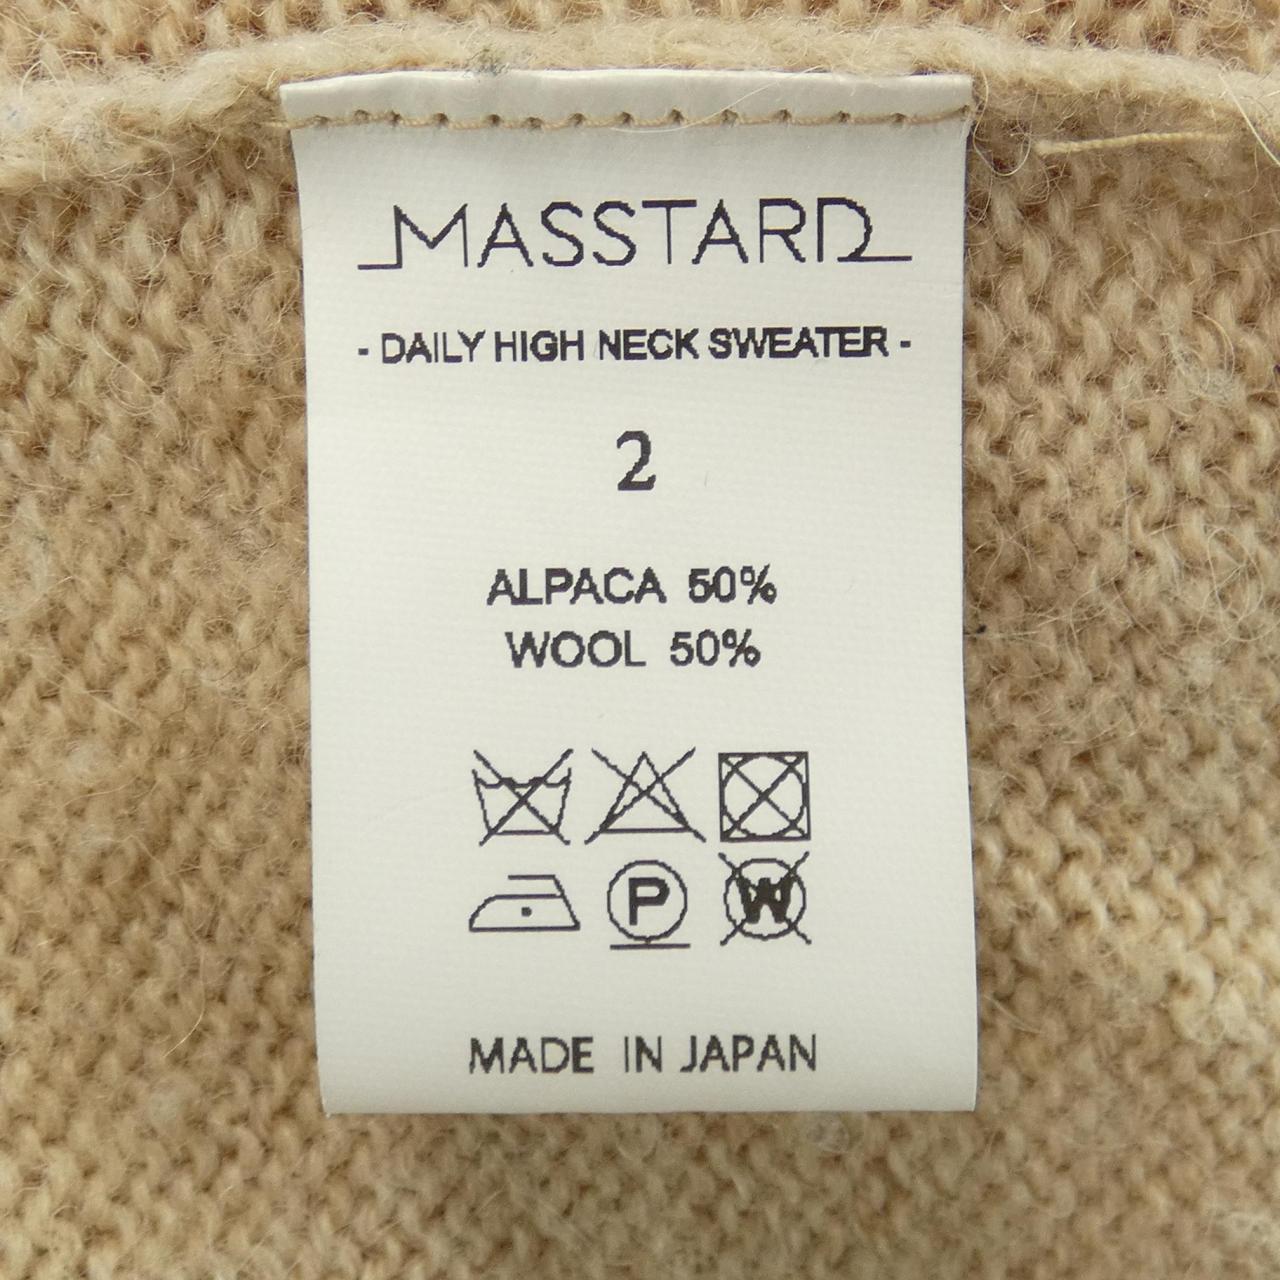 MASSTARD
- DAILY HIGH NECK SWEATER -
2
ALPACA 50%
WOOL 50%
P W
MADE IN JAPAN